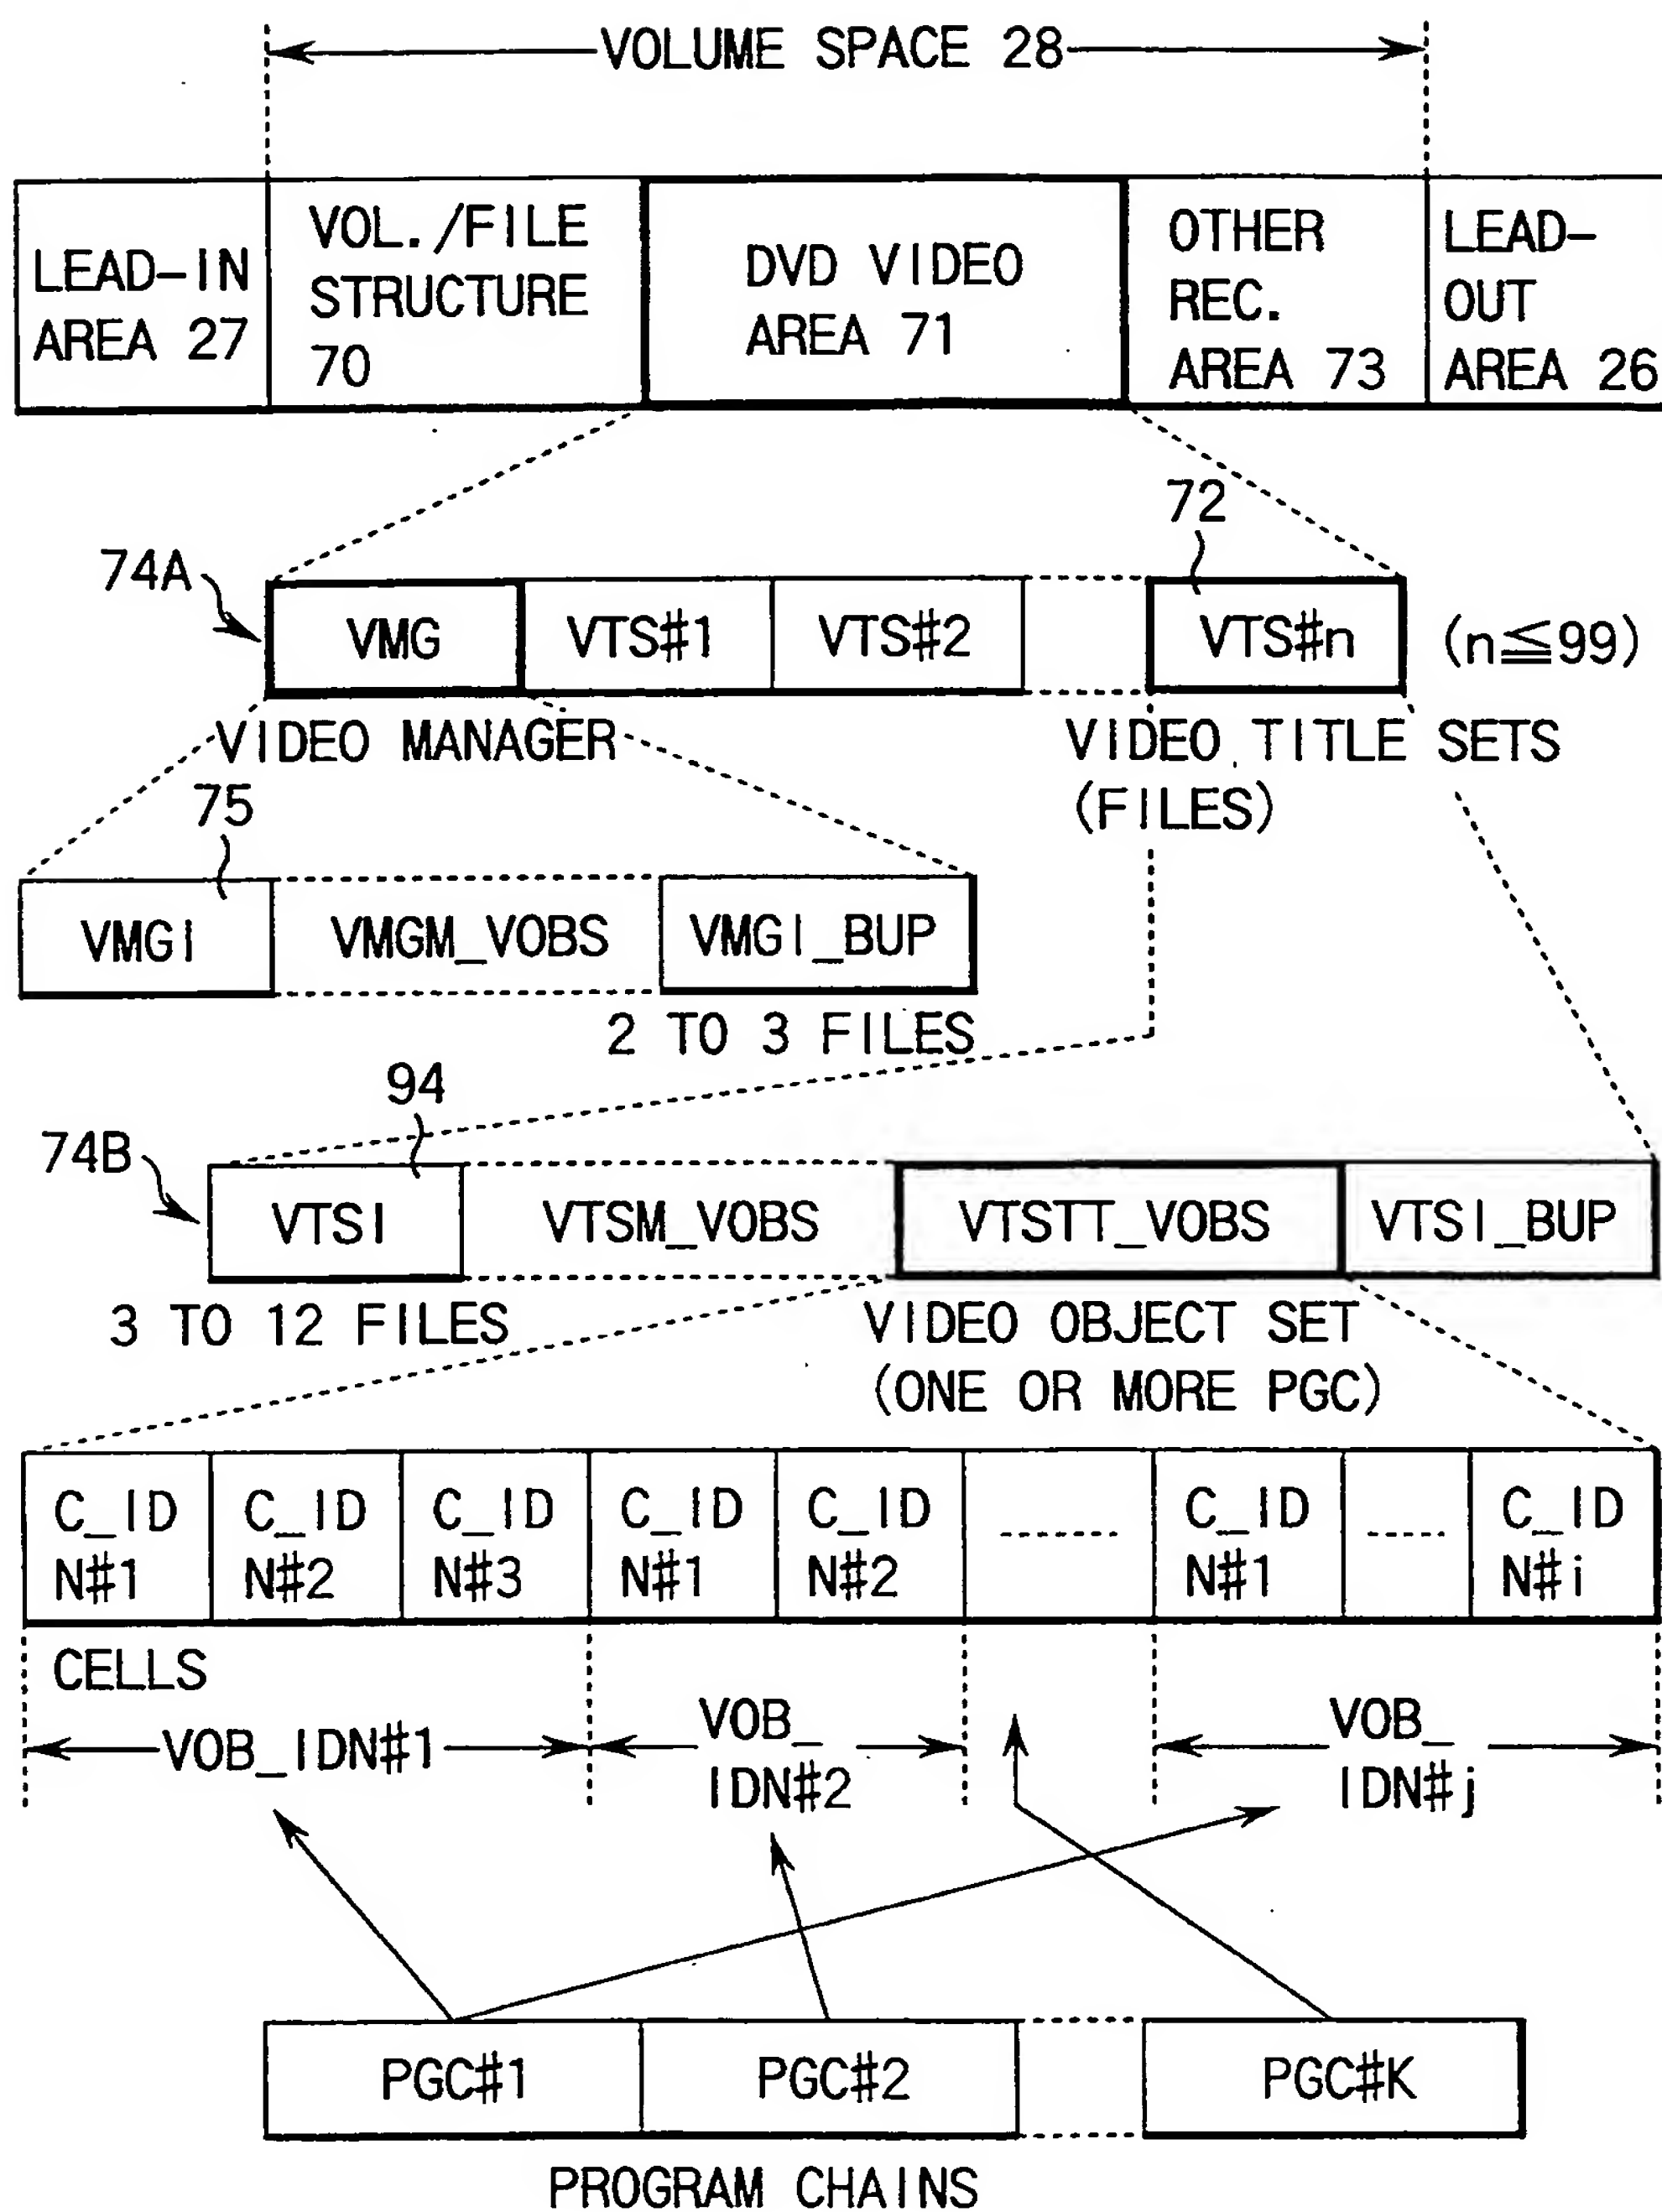 VOLUME SPACE 28
LEAD-IN
AREA 27
VOL./FILE
STRUCTURE
70
DVD VIDEO
AREA 71
OTHER
REC.
AREA 73
LEAD-
OUT
AREA 26
72
74A
VMG
VTS#1
VTS#2
VTS#n
(n≦99)
VIDEO MANAGER
VIDEO TITLE SETS
(FILES)
75
VMGI
VMGM_VOBS
VMGI_BUP
2 TO 3 FILES
94
74B
VTSI
VTSM_VOBS
VTSTT_VOBS
VTSI_BUP
3 TO 12 FILES
VIDEO OBJECT SET
(ONE OR MORE PGC)
C_ID
N#1
C_ID
N#2
C_ID
N#3
C_ID
N#1
C_ID
N#2
C_ID
N#1
C_ID
N#i
CELLS
VOB_IDN#1
VOB_
IDN#2
VOB_
IDN#j
PGC#1
PGC#2
PGC#K
PROGRAM CHAINS